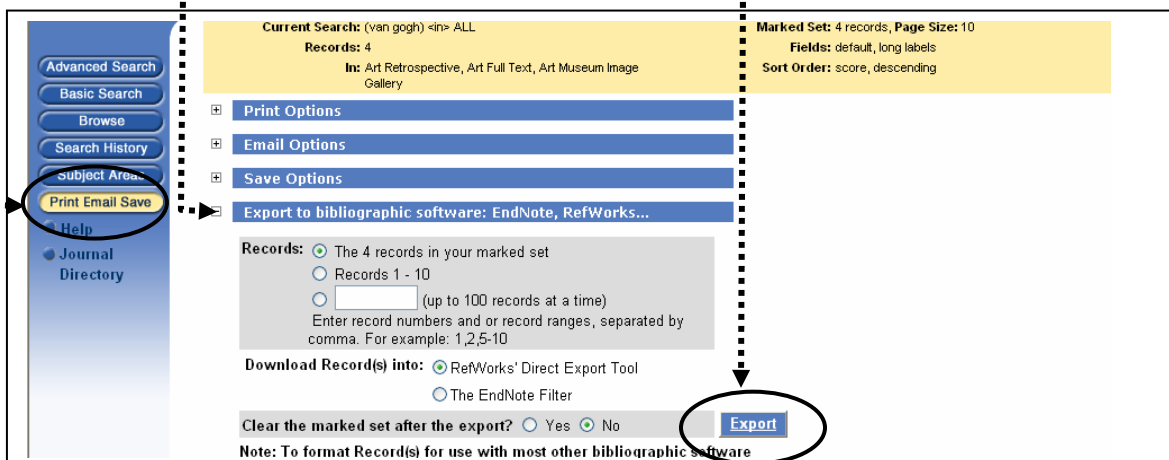 Current Search: (van gogh) <in> ALL
Records: 4
In: Art Retrospective, Art Full Text, Art Museum Image
Gallery
Marked Set: 4 records, Page Size: 10
Fields: default, long labels
Sort Order: score, descending
Advanced Search
Basic Search
Browse
Search History
Subject Areas
Print Email Save
Help
Journal
Directory
Print Options
Email Options
Save Options
Export to bibliographic software: EndNote, RefWorks...
Records: The 4 records in your marked set
Records 1 - 10
(up to 100 records at a time)
Enter record numbers and or record ranges, separated by
comma. For example: 1,2,5-10
Download Record(s) into: RefWorks' Direct Export Tool
The EndNote Filter
Clear the marked set after the export? Yes No
Export
Note: To format Record(s) for use with most other bibliographic software